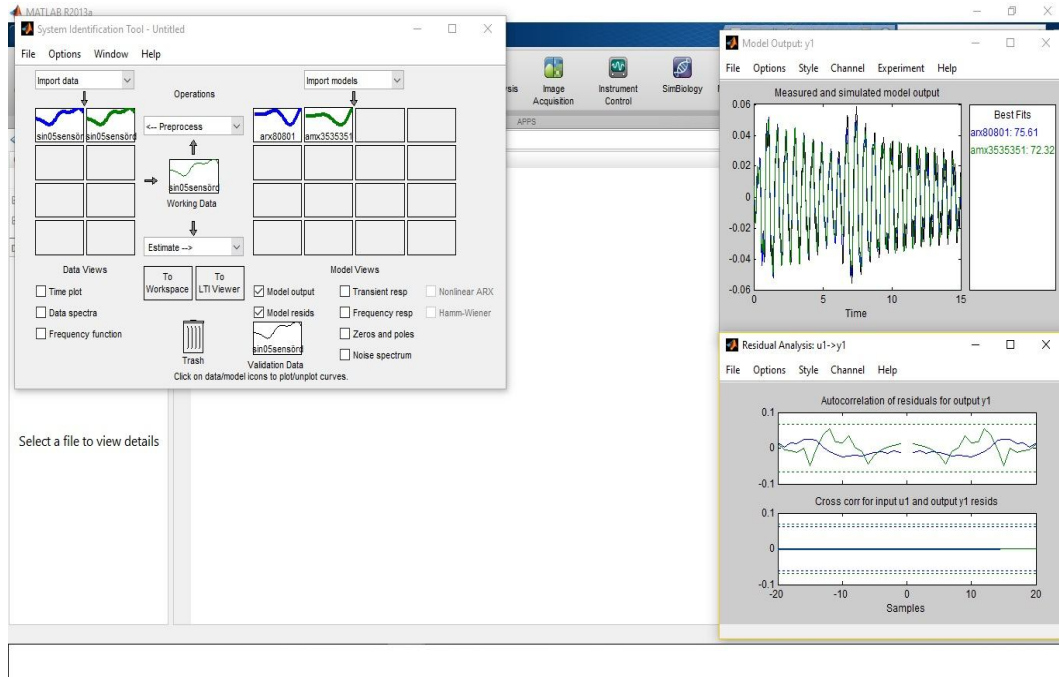 MATLAB R2013a
System Identification Tool - Untitled
File Options Window Help
Import data
Operations
Import models
<-- Preprocess
sin05sensör
sin05sensörd
arx80801
amx3535351
sin05sensörd
Working Data
Estimate -->
Data Views
To Workspace
To LTI Viewer
Model Views
Time plot
Data spectra
Frequency function
Model output
Model resids
Transient resp
Frequency resp
Zeros and poles
Noise spectrum
Nonlinear ARX
Hamm-Wiener
Trash
sin05sensörd
Validation Data
Click on data/model icons to plot/unplot curves.
Image Acquisition
Instrument Control
SimBiology
APPS
Select a file to view details
Model Output: y1
File Options Style Channel Experiment Help
Measured and simulated model output
0.06
0.04
0.02
0
-0.02
-0.04
-0.06
0 5 10 15
Time
Best Fits
arx80801: 75.61
amx3535351: 72.32
Residual Analysis: u1->y1
File Options Style Channel Help
Autocorrelation of residuals for output y1
0.1
0
-0.1
Cross corr for input u1 and output y1 resids
0.1
0
-0.1
-20 -10 0 10 20
Samples